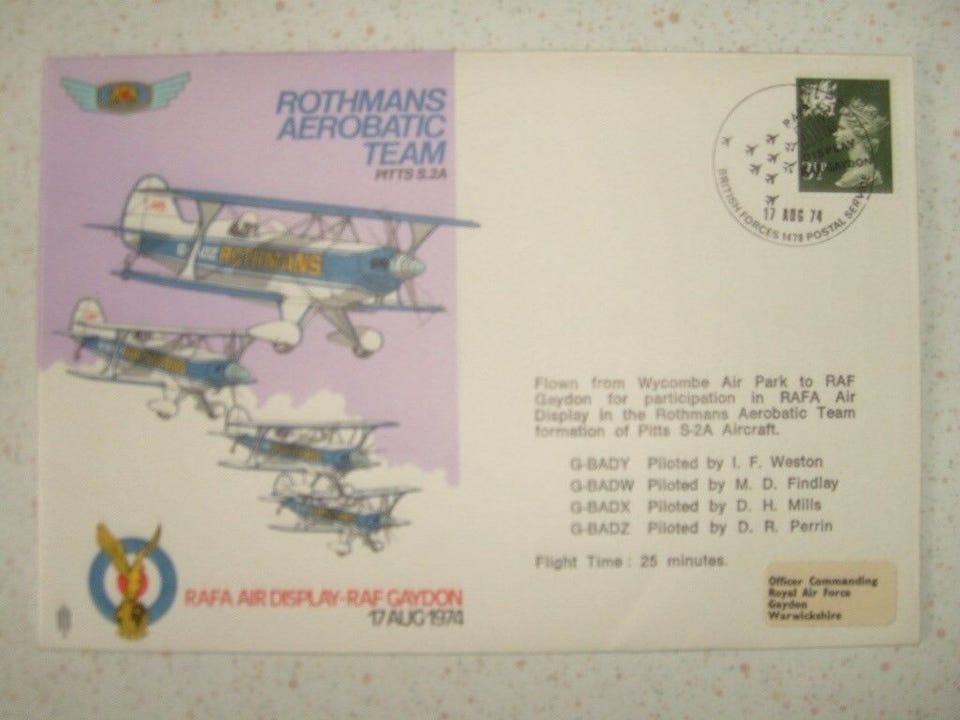 ROTHMANS
AEROBATIC
TEAM
PITTS S.2A
ROTHMANS
17 AUG 74
BRITISH FORCES 1478 POSTAL SERVICE
Flown from Wycombe Air Park to RAF
Gaydon for participation in RAFA Air
Display in the Rothmans Aerobatic Team
formation of Pitts S-2A Aircraft.
G-BADY Piloted by I. F. Weston
G-BADW Piloted by M. D. Findlay
G-BADX Piloted by D. H. Mills
G-BADZ Piloted by D. R. Perrin
Flight Time : 25 minutes.
RAFA AIR DISPLAY-RAF GAYDON
17 AUG 1974
Officer Commanding
Royal Air Force
Gaydon
Warwickshire